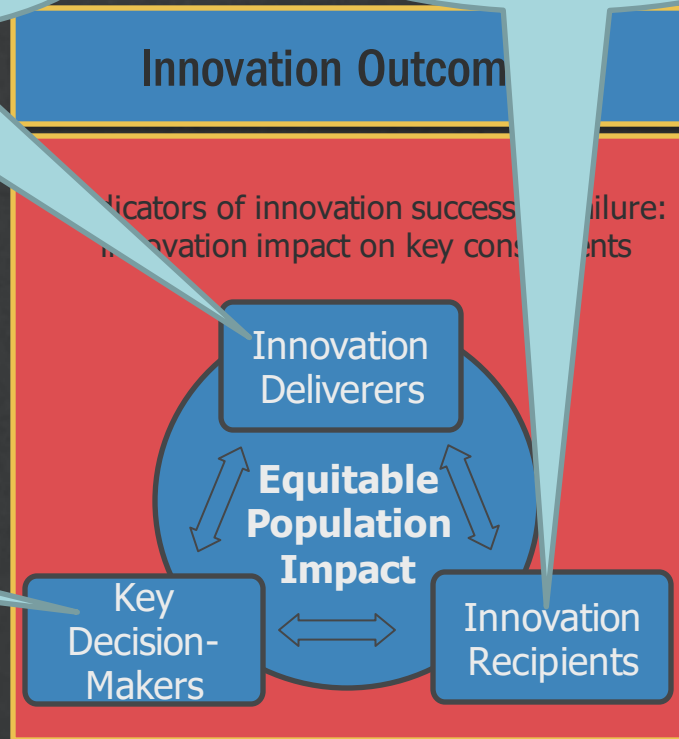 Innovation Outcom
dicators of innovation success ilure:
ovation impact on key cons ents
Innovation
Deliverers
Equitable
Population
Impact
Key
Decision-
Makers
Innovation
Recipients